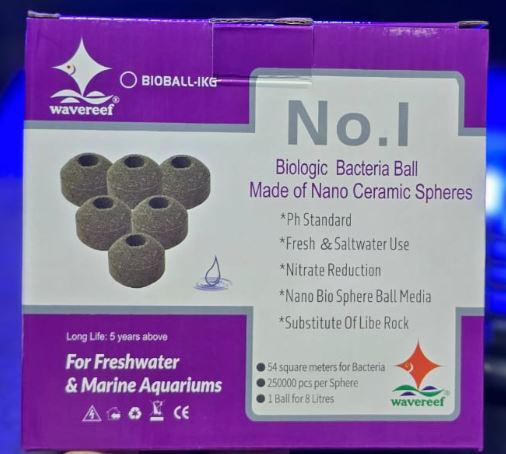 wavereef®
BIOBALL-1KG
No.1
Biologic Bacteria Ball
Made of Nano Ceramic Spheres
*Ph Standard
*Fresh & Saltwater Use
*Nitrate Reduction
*Nano Bio Sphere Ball Media
*Substitute Of Libe Rock
Long Life: 5 years above
For Freshwater
& Marine Aquariums
CE
54 square meters for Bacteria
250000 pcs per Sphere
1 Ball for 8 Litres
wavereef®